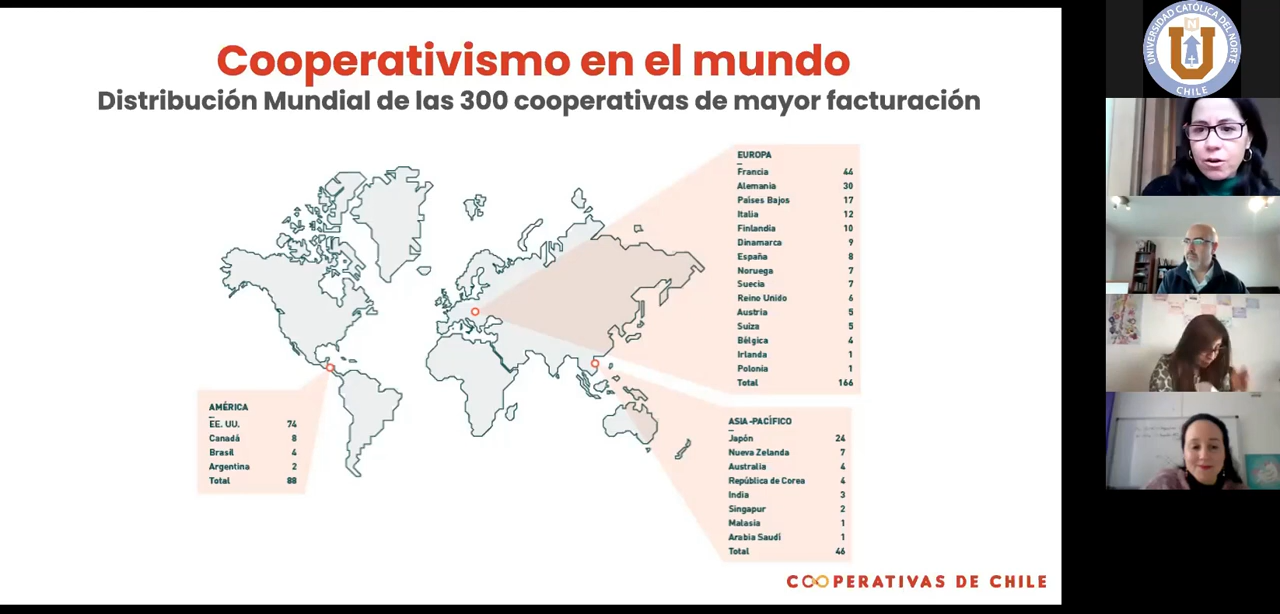 Cooperativismo en el mundo
Distribución Mundial de las 300 cooperativas de mayor facturación
EUROPA
Francia 44
Alemania 30
Países Bajos 17
Italia 12
Finlandia 10
Dinamarca 9
España 8
Noruega 7
Suecia 7
Reino Unido 6
Austria 5
Suiza 5
Bélgica 4
Irlanda 1
Polonia 1
Total 166
AMÉRICA
EE. UU. 74
Canadá 8
Brasil 4
Argentina 2
Total 88
ASIA-PACÍFICO
Japón 24
Nueva Zelanda 7
Australia 4
República de Corea 4
India 3
Singapur 2
Malasia 1
Arabia Saudí 1
Total 46
COOPERATIVAS DE CHILE
UNIVERSIDAD CATÓLICA DEL NORTE
N
U
CHILE